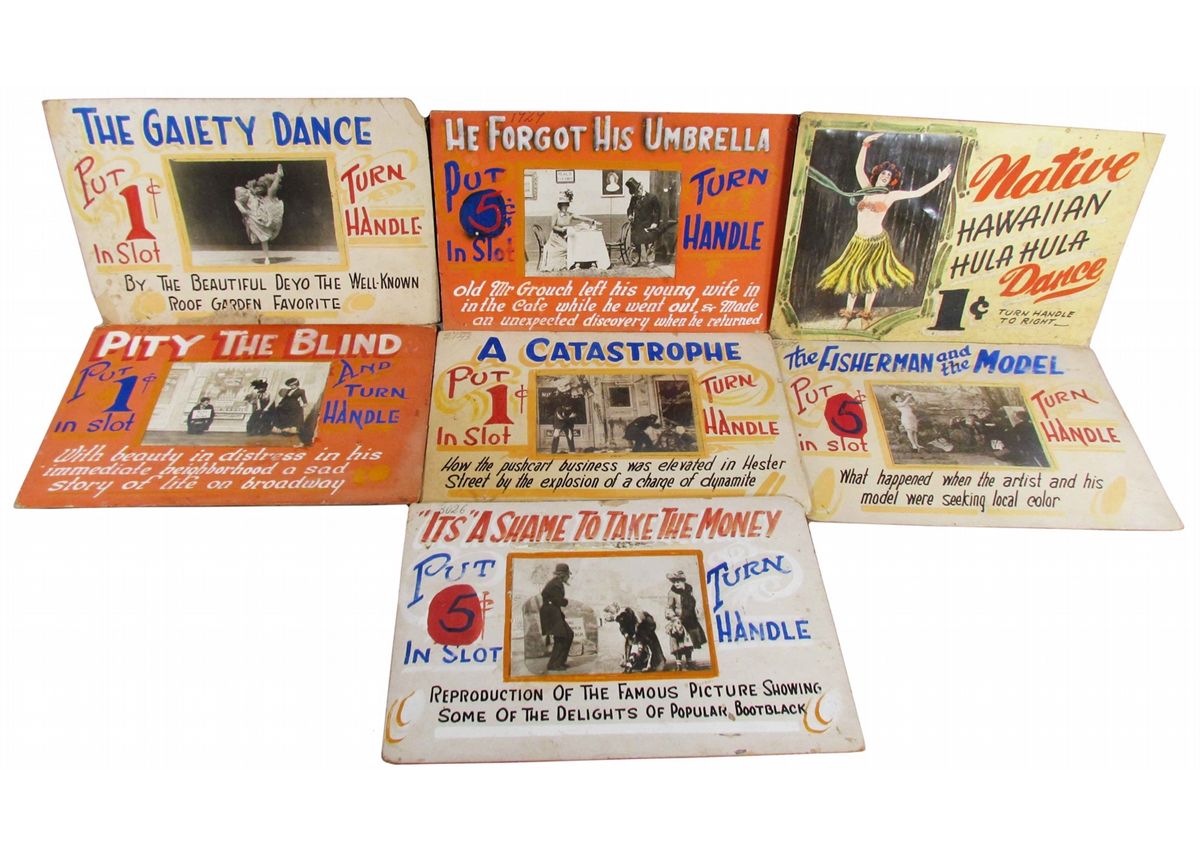 THE GAIETY DANCE
PUT
1¢
In Slot
TURN
HANDLE
BY THE BEAUTIFUL DEYO THE WELL-KNOWN
ROOF GARDEN FAVORITE
1929
HE FORGOT HIS UMBRELLA
PUT
5¢
In Slot
TURN
HANDLE
old Mr Grouch left his young wife in
in the Cafe while he went out & Made
an unexpected discovery when he returned
Native
HAWAIIAN
HULA HULA
Dance
1¢
TURN HANDLE
TO RIGHT
PITY THE BLIND
PUT
1¢
in slot
AND
TURN
HANDLE
With beauty in distress in his
immediate neighborhood a sad
story of life on broadway
A CATASTROPHE
PUT
1¢
In Slot
TURN
HANDLE
How the pushcart business was elevated in Hester
Street by the explosion of a charge of dynamite
the FISHERMAN and the MODEL
PUT
5
in slot
TURN
HANDLE
What happened when the artist and his
model were seeking local color
3026
"ITS" A SHAME TO TAKE THE MONEY
PUT
5¢
IN SLOT
TURN
HANDLE
REPRODUCTION OF THE FAMOUS PICTURE SHOWING
SOME OF THE DELIGHTS OF POPULAR BOOTBLACK